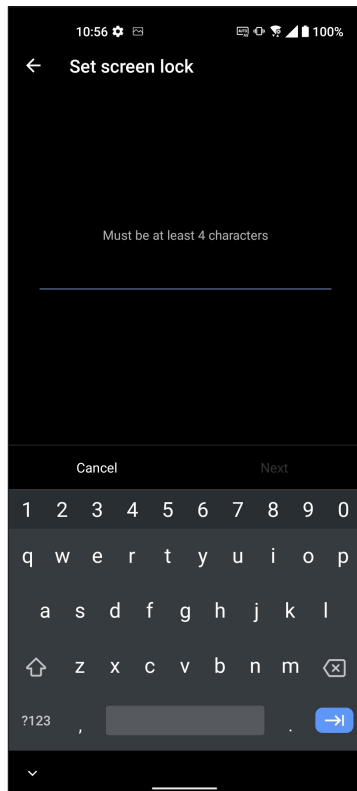 10:56 100%
Set screen lock
Must be at least 4 characters
Cancel Next
1 2 3 4 5 6 7 8 9 0
q w e r t y u i o p
a s d f g h j k l
z x c v b n m
?123 , .